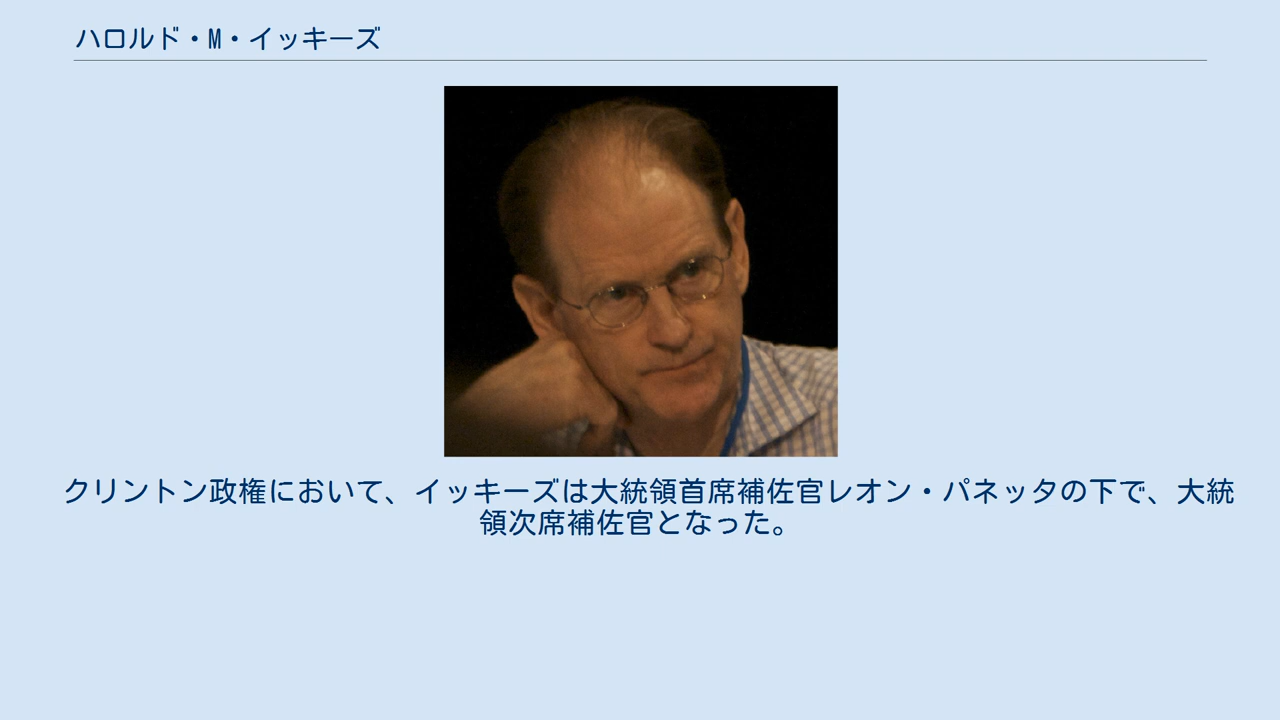 ハロルド・M・イッキーズ
クリントン政権において、イッキーズは大統領首席補佐官レオン・パネッタの下で、大統
領次席補佐官となった。